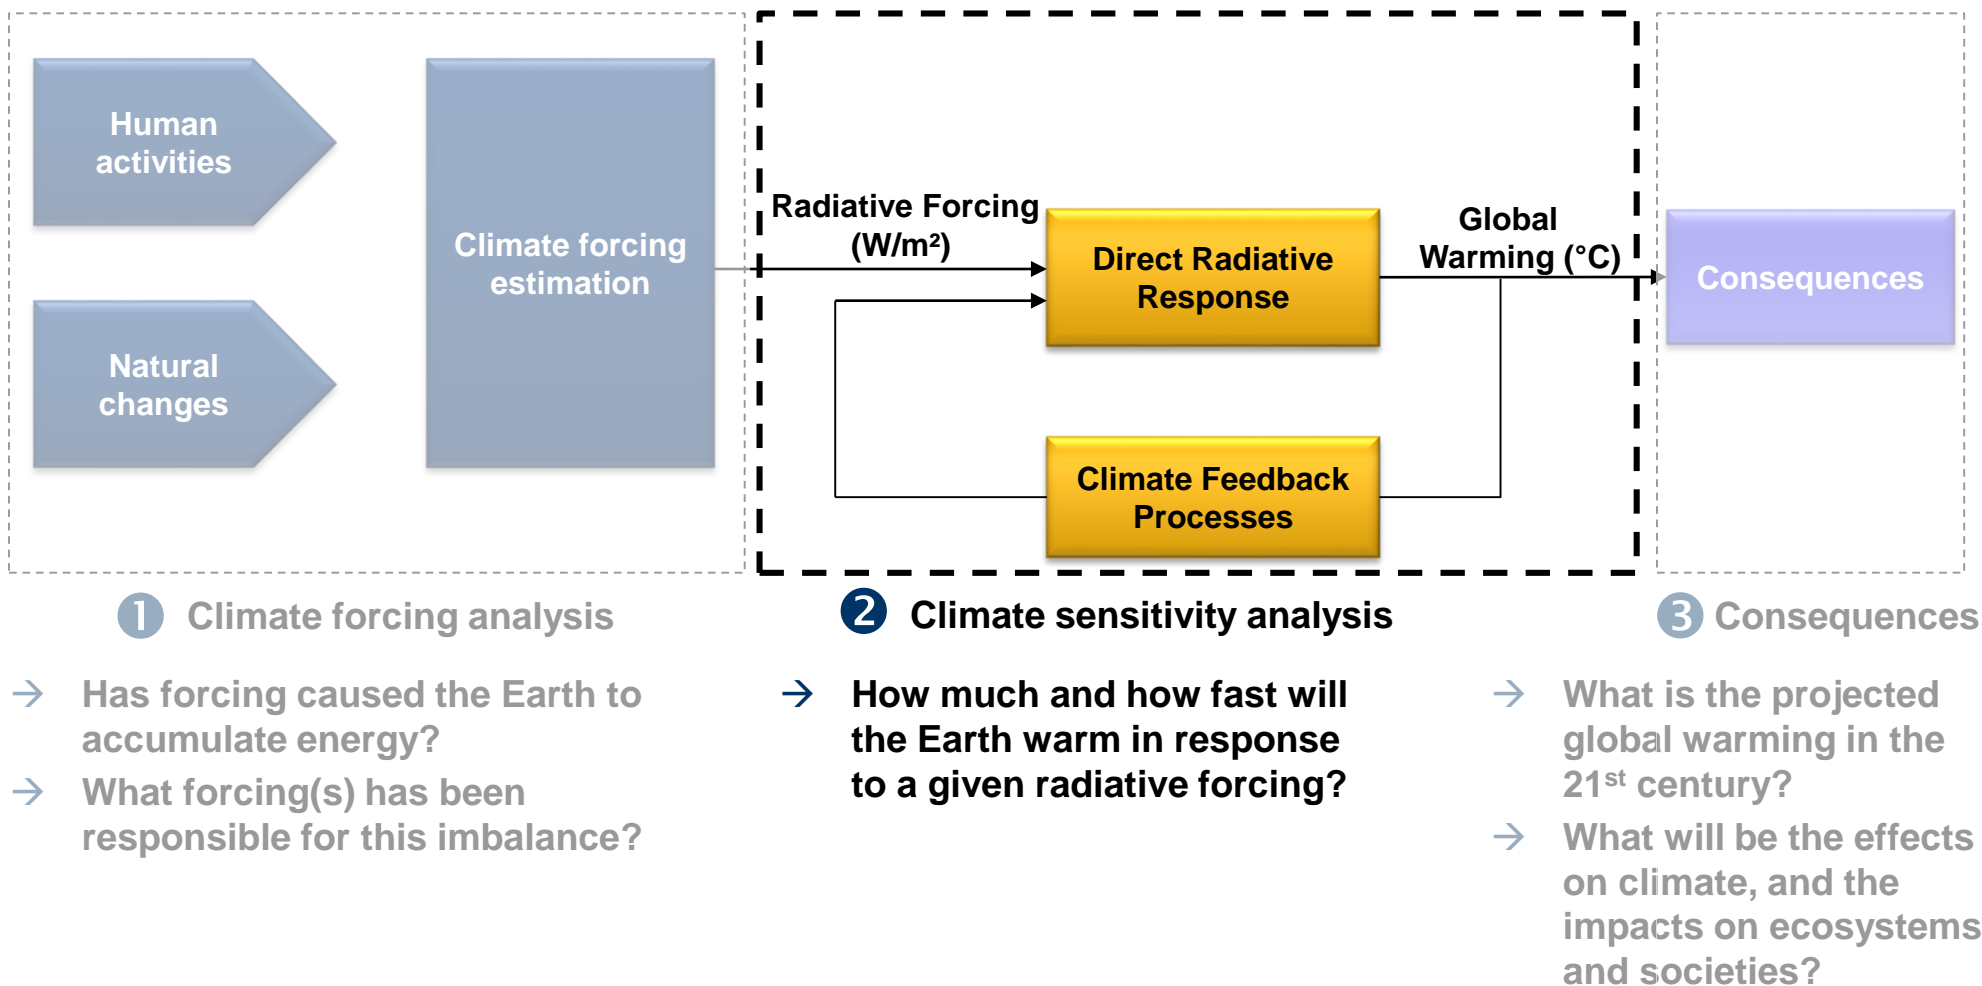 Human
activities
Natural
changes
Climate forcing
estimation
Radiative Forcing
(W/m²)
Direct Radiative
Response
Climate Feedback
Processes
Global
Warming (°C)
Consequences
1 Climate forcing analysis
→ Has forcing caused the Earth to
accumulate energy?
→ What forcing(s) has been
responsible for this imbalance?
2 Climate sensitivity analysis
→ How much and how fast will
the Earth warm in response
to a given radiative forcing?
3 Consequences
→ What is the projected
global warming in the
21st century?
→ What will be the effects
on climate, and the
impacts on ecosystems
and societies?